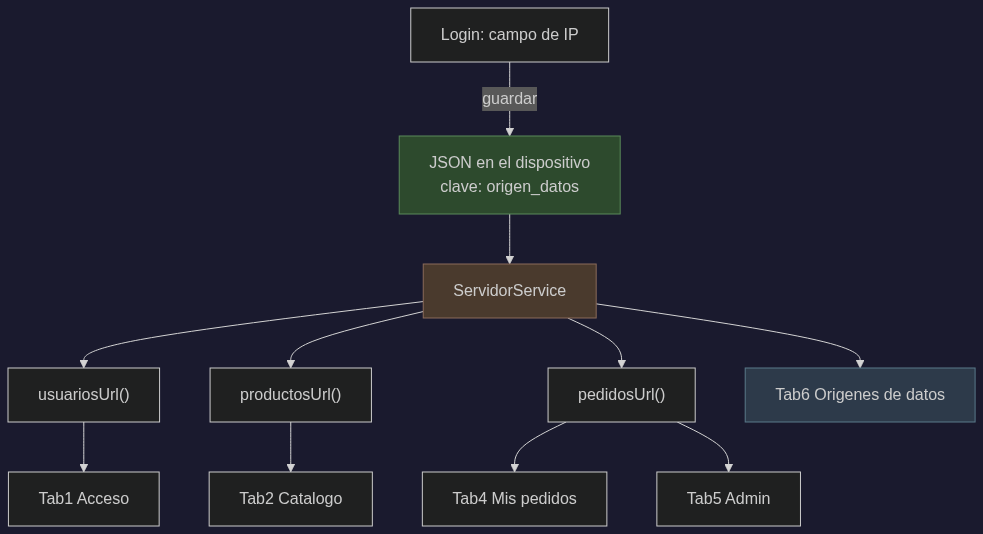 Login: campo de IP
guardar
JSON en el dispositivo
clave: origen_datos
ServidorService
usuariosUrl()
productosUrl()
pedidosUrl()
Tab6 Origenes de datos
Tab1 Acceso
Tab2 Catalogo
Tab4 Mis pedidos
Tab5 Admin